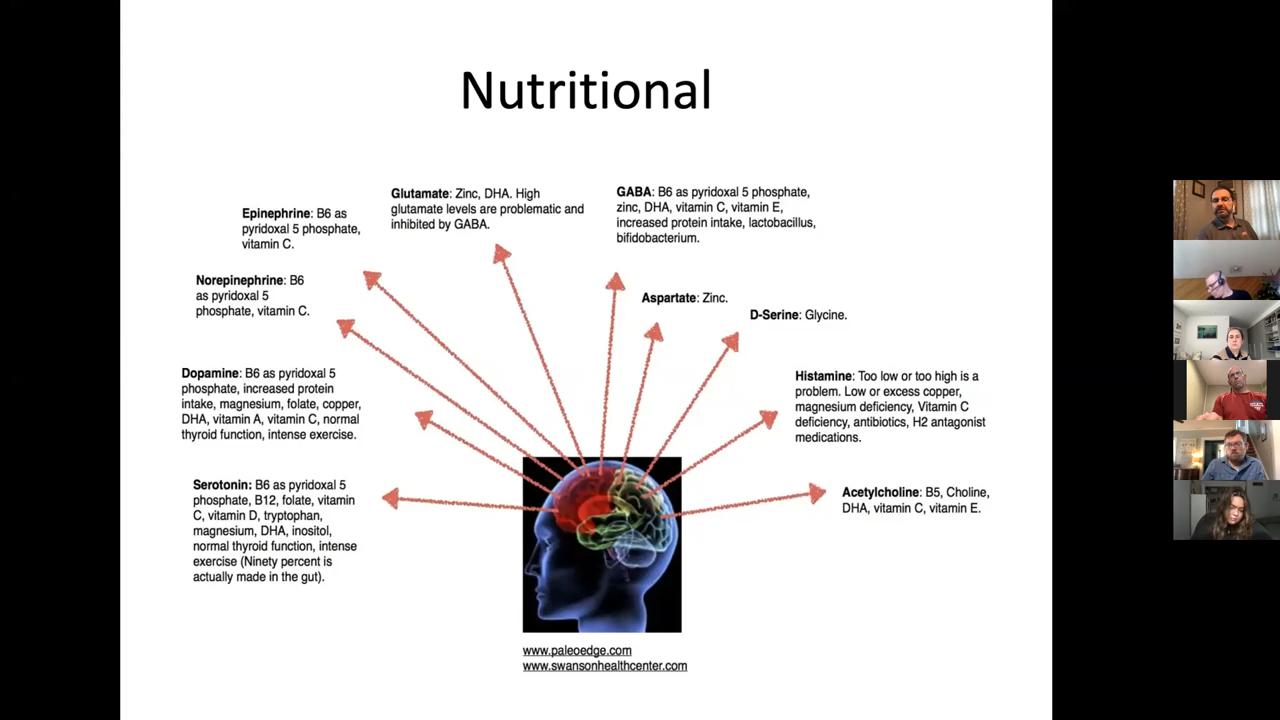 Nutritional
Glutamate: Zinc, DHA. High
glutamate levels are problematic and
inhibited by GABA.
GABA: B6 as pyridoxal 5 phosphate,
zinc, DHA, vitamin C, vitamin E,
increased protein intake, lactobacillus,
bifidobacterium.
Epinephrine: B6 as
pyridoxal 5 phosphate,
vitamin C.
Norepinephrine: B6
as pyridoxal 5
phosphate, vitamin C.
Aspartate: Zinc.
D-Serine: Glycine.
Dopamine: B6 as pyridoxal 5
phosphate, increased protein
intake, magnesium, folate, copper,
DHA, vitamin A, vitamin C, normal
thyroid function, intense exercise.
Histamine: Too low or too high is a
problem. Low or excess copper,
magnesium deficiency, Vitamin C
deficiency, antibiotics, H2 antagonist
medications.
Serotonin: B6 as pyridoxal 5
phosphate, B12, folate, vitamin
C, vitamin D, tryptophan,
magnesium, DHA, inositol,
normal thyroid function, intense
exercise (Ninety percent is
actually made in the gut).
Acetylcholine: B5, Choline,
DHA, vitamin C, vitamin E.
www.paleoedge.com
www.swansonhealthcenter.com